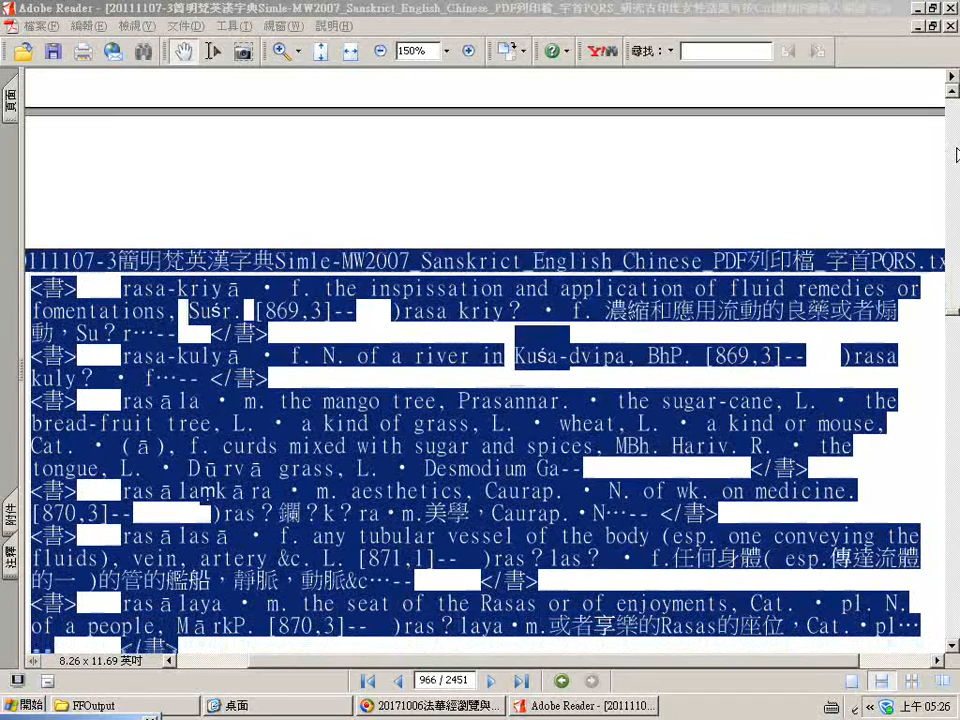 Adobe Reader - [20111107-3簡明梵英漢字典Simle-MW2007_Sanskrit_English_Chinese_PDF列印檔_字首PQRS_
檔案(F) 編輯(E) 檢視(V) 文件(D) 工具(T) 視窗(W) 說明(H)
150% 尋找:
頁面
111107-3簡明梵英漢字典Simle-MW2007_Sanskrict_English_Chinese_PDF列印檔_字首PQRS.tx
<書> rasa-kriyā · f. the inspissation and application of fluid remedies or
fomentations, Suśr. [869,3]-- )rasa kriy? · f. 濃縮和應用流動的良藥或者煽
動，Su?r…-- </書>
<書> rasa-kulyā · f. N. of a river in Kuśa-dvipa, BhP. [869,3]-- )rasa
kuly? · f…-- </書>
<書> rasāla · m. the mango tree, Prasannar. · the sugar-cane, L. · the
bread-fruit tree, L. · a kind of grass, L. · wheat, L. · a kind or mouse,
Cat. · (ā), f. curds mixed with sugar and spices, MBh. Hariv. R. · the
tongue, L. · Dūrvā grass, L. · Desmodium Ga-- </書>
<書> rasālaṃkāra · m. aesthetics, Caurap. · N. of wk. on medicine.
[870,3]-- )ras?鑭?k?ra·m.美學，Caurap.·N…-- </書>
<書> rasālasā · f. any tubular vessel of the body (esp. one conveying the
fluids), vein, artery &c. L. [871,1]-- )ras?las? · f.任何身體( esp.傳達流體
的一 )的管的艦船，靜脈，動脈&c…-- </書>
<書> rasālaya · m. the seat of the Rasas or of enjoyments, Cat. · pl. N.
of a people, MārkP. [870,3]-- )ras?laya·m.或者享樂的Rasas的座位，Cat.·pl…
-- </書>
附件
注釋
8.26 x 11.69 英吋
966 / 2451
開始 FFOutput 桌面 20171006法華經瀏覽與... Adobe Reader - [20111107-... 上午 05:26